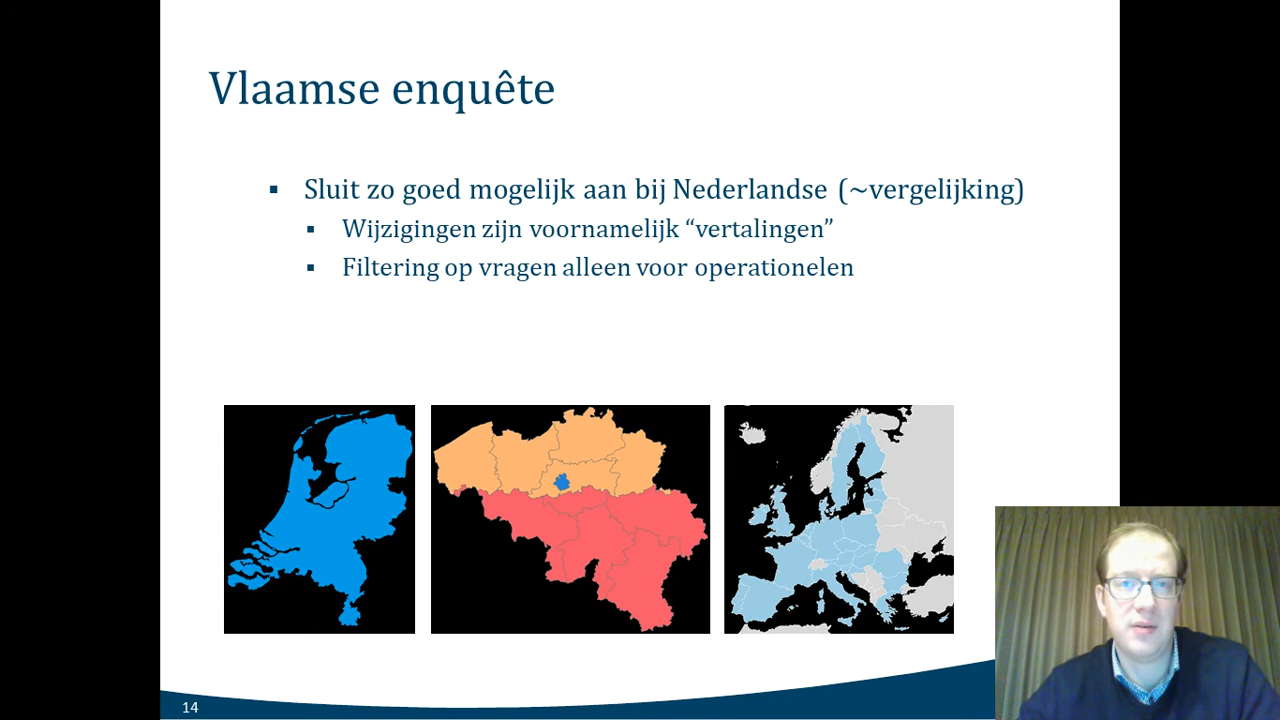 Vlaamse enquête
Sluit zo goed mogelijk aan bij Nederlandse (~vergelijking)
Wijzigingen zijn voornamelijk “vertalingen”
Filtering op vragen alleen voor operationelen
14